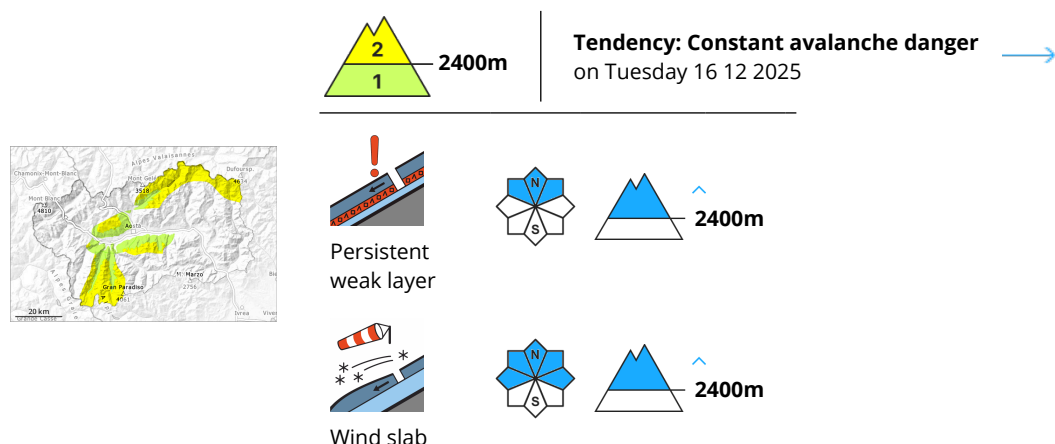 2
2400m
1
Tendency: Constant avalanche danger
on Tuesday 16 12 2025
Alpes Valaisannes
Chamonix-Mont-Blanc
Mont Gelé
3518
Dufoursp.
Mont Blanc
4810
Aosta
M. Marzo
2756
Gran Paradiso
4061
20 km
Ivrea
N
S
2400m
Persistent
weak layer
N
S
2400m
Wind slab